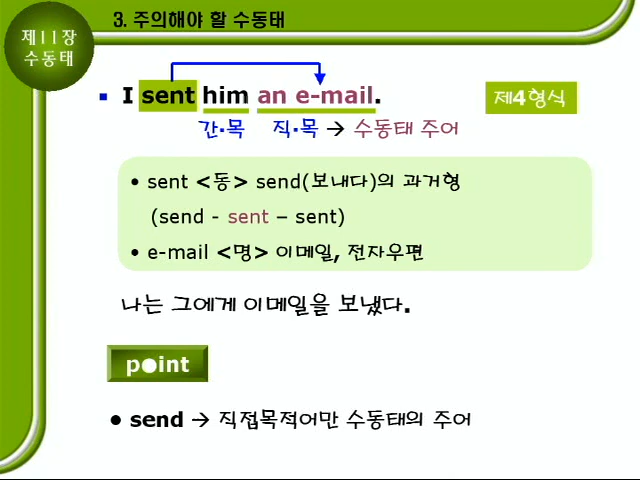 3. 주의해야 할 수동태
제11장
수동태
▪ I sent him an e-mail.
제4형식
간·목 직·목 → 수동태 주어
• sent <동> send(보내다)의 과거형
(send - sent – sent)
• e-mail <명> 이메일, 전자우편
나는 그에게 이메일을 보냈다.
point
● send → 직접목적어만 수동태의 주어